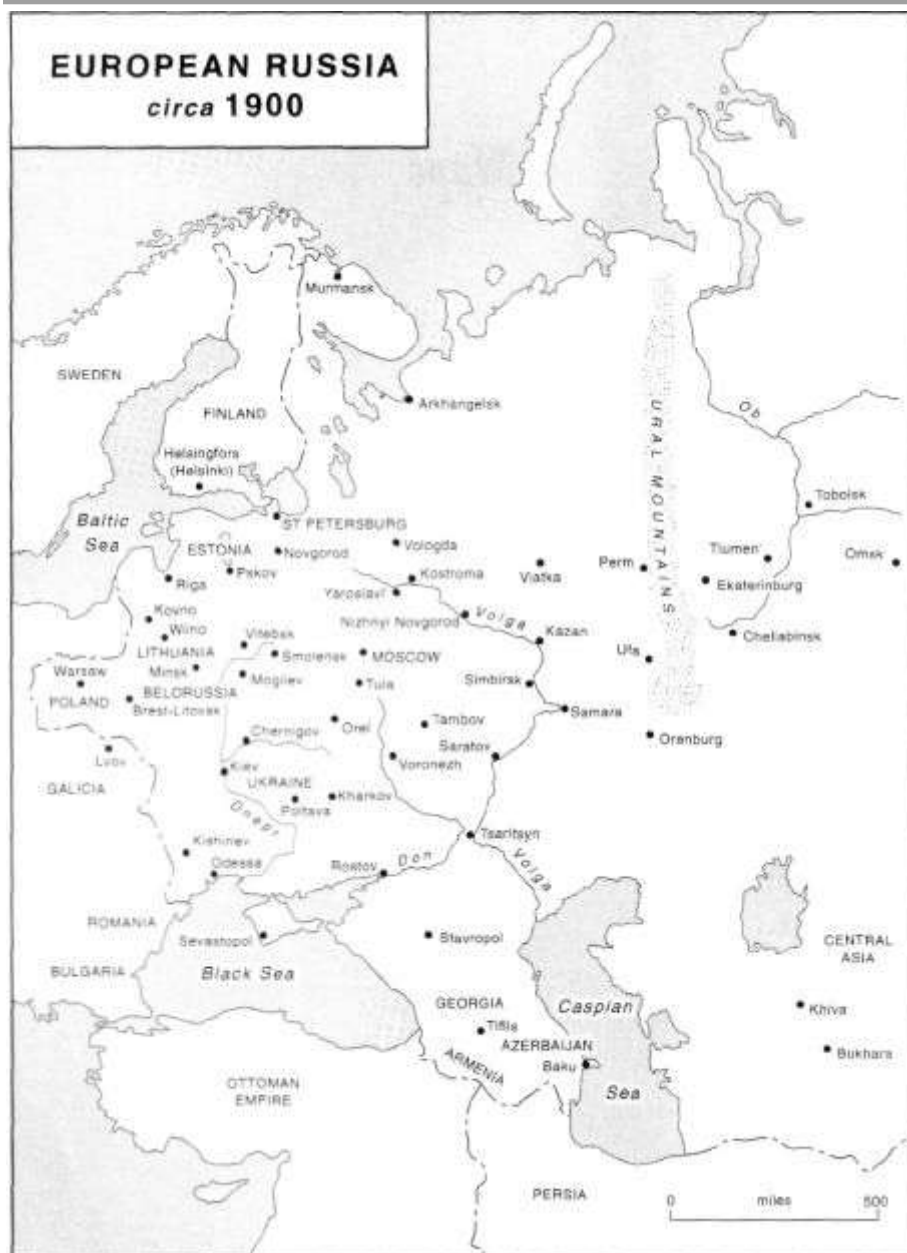 EUROPEAN RUSSIA
circa 1900
Murmansk
SWEDEN
Arkhangelsk
FINLAND
Ob
URAL MOUNTAINS
Helsingfors
(Helsinki)
Tobolsk
Baltic
Sea
ST PETERSBURG
ESTONIA
Novgorod
Vologda
Pskov
Riga
Kostroma
Viatka
Perm
Tiumen'
Omsk
Ekaterinburg
Yaroslavl'
Volga
Nizhnyi Novgorod
Kovno
Wilno
Vitebsk
Kazan
Cheliabinsk
LITHUANIA
Smolensk
MOSCOW
Ufa
Warsaw
Minsk
Mogilev
Tula
Simbirsk
POLAND
BELORUSSIA
Brest-Litovsk
Samara
Orel
Tambov
Chernigov
Orenburg
Lvov
Voronezh
Saratov
Kiev
GALICIA
UKRAINE
Poltava
Kharkov
Dnepr
Tsaritsyn
Kishinev
Odessa
Rostov
Don
Volga
ROMANIA
Sevastopol
Stavropol
CENTRAL
ASIA
BULGARIA
Black Sea
GEORGIA
Caspian
Khiva
Tiflis
AZERBAIJAN
Baku
Bukhara
ARMENIA
OTTOMAN
EMPIRE
Sea
PERSIA
0 miles 500